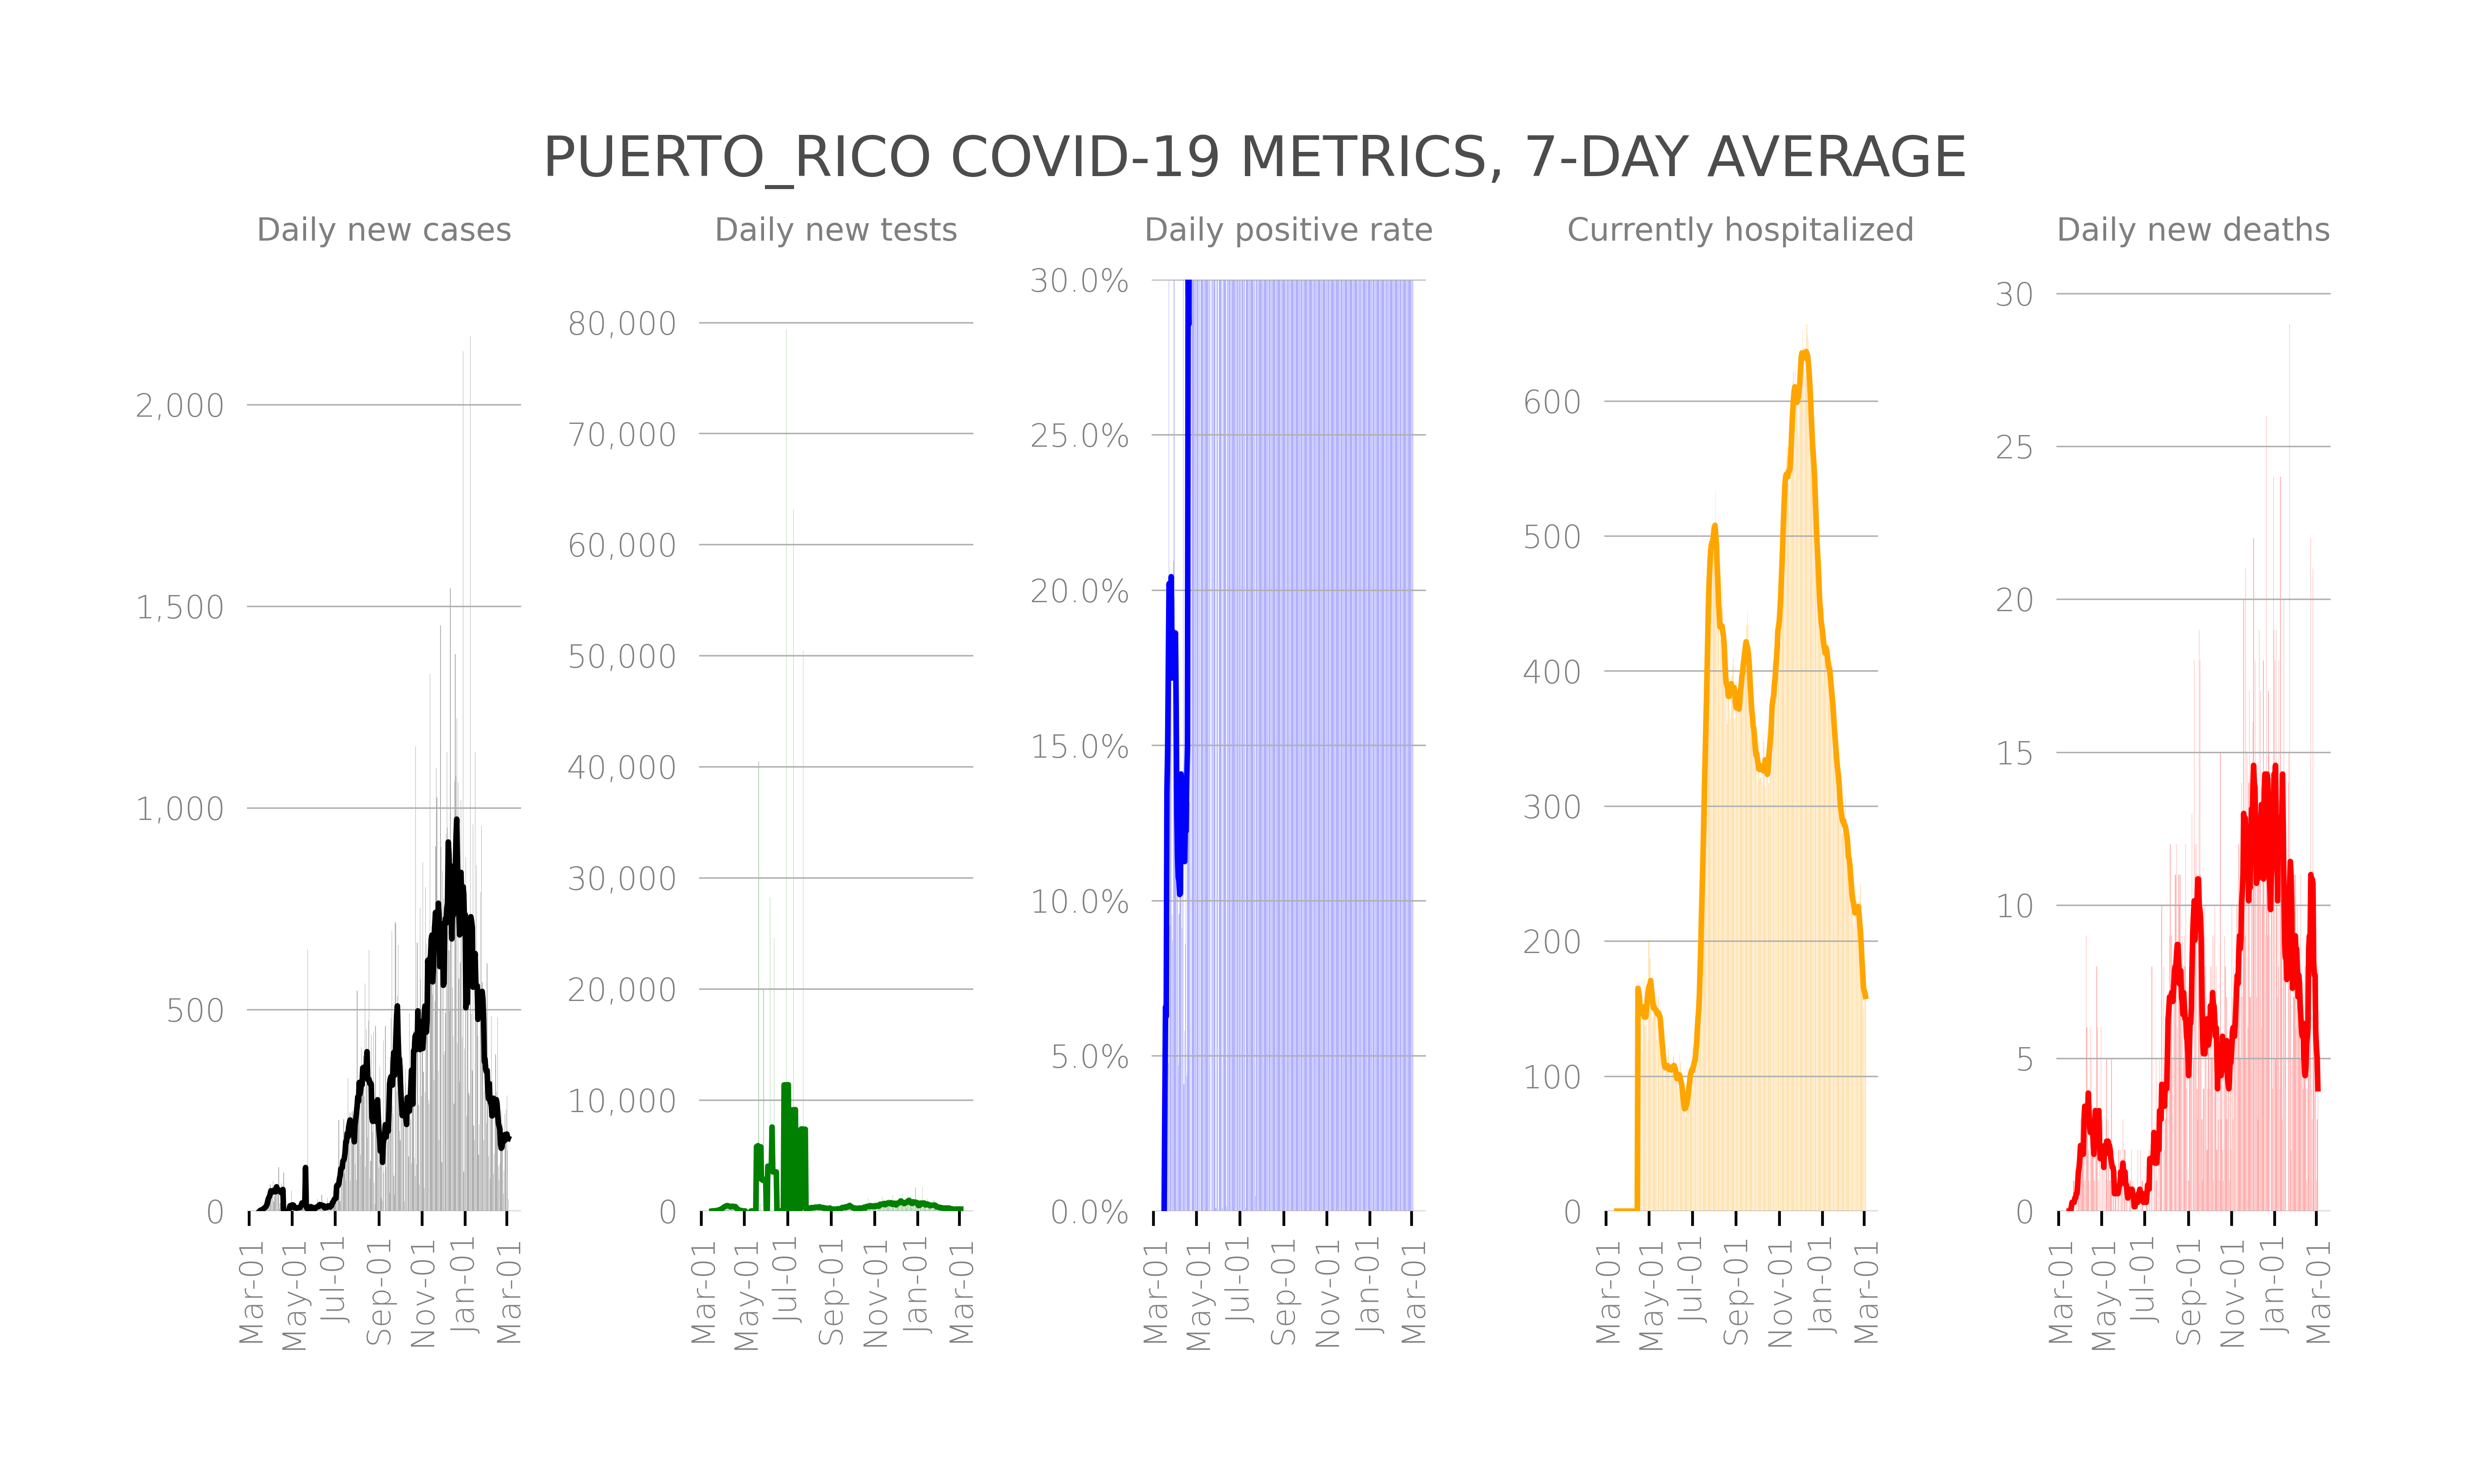 PUERTO_RICO COVID-19 METRICS, 7-DAY AVERAGE
Daily new cases
2,000
1,500
1,000
500
0
Mar-01
May-01
Jul-01
Sep-01
Nov-01
Jan-01
Mar-01
Daily new tests
80,000
70,000
60,000
50,000
40,000
30,000
20,000
10,000
0
Mar-01
May-01
Jul-01
Sep-01
Nov-01
Jan-01
Mar-01
Daily positive rate
30.0%
25.0%
20.0%
15.0%
10.0%
5.0%
0.0%
Mar-01
May-01
Jul-01
Sep-01
Nov-01
Jan-01
Mar-01
Currently hospitalized
600
500
400
300
200
100
0
Mar-01
May-01
Jul-01
Sep-01
Nov-01
Jan-01
Mar-01
Daily new deaths
30
25
20
15
10
5
0
Mar-01
May-01
Jul-01
Sep-01
Nov-01
Jan-01
Mar-01